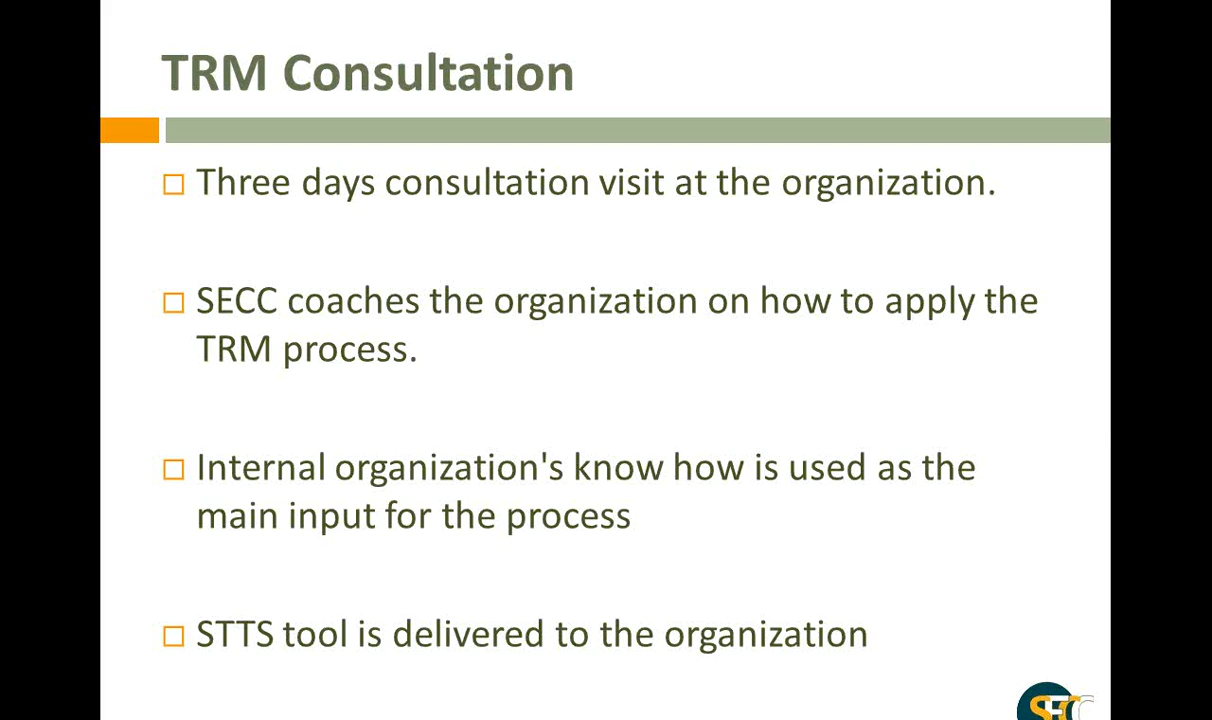 TRM Consultation
Three days consultation visit at the organization.
SECC coaches the organization on how to apply the
TRM process.
Internal organization's know how is used as the
main input for the process
STTS tool is delivered to the organization
SECC